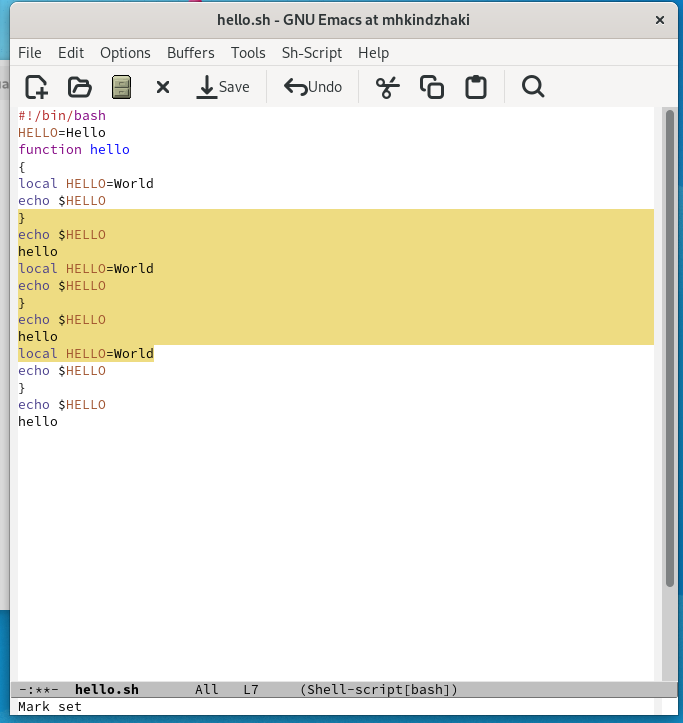 hello.sh - GNU Emacs at mhkindzhaki ×
File Edit Options Buffers Tools Sh-Script Help
Save Undo
#!/bin/bash
HELLO=Hello
function hello
{
local HELLO=World
echo $HELLO
}
echo $HELLO
hello
local HELLO=World
echo $HELLO
}
echo $HELLO
hello
local HELLO=World
echo $HELLO
}
echo $HELLO
hello
-:**- hello.sh All L7 (Shell-script[bash])
Mark set